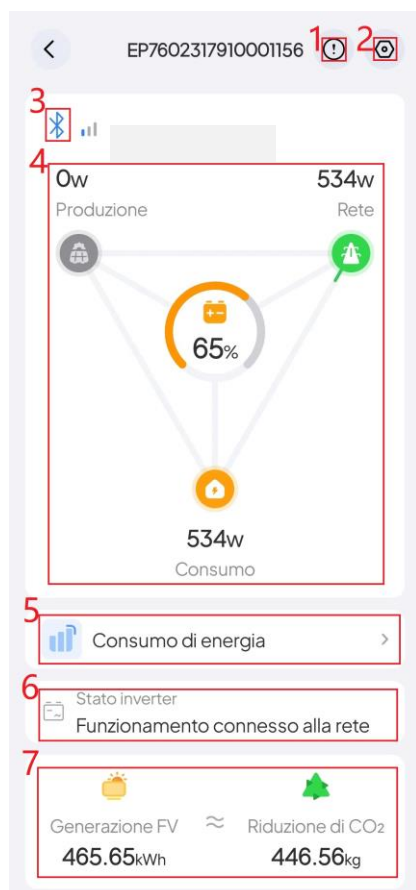 EP7602317910001156 1 2
3
4
0w 534w
Produzione Rete
65%
534w
Consumo
5
Consumo di energia
6
Stato inverter
Funzionamento connesso alla rete
7
Generazione FV ≈ Riduzione di CO₂
465.65kWh 446.56kg